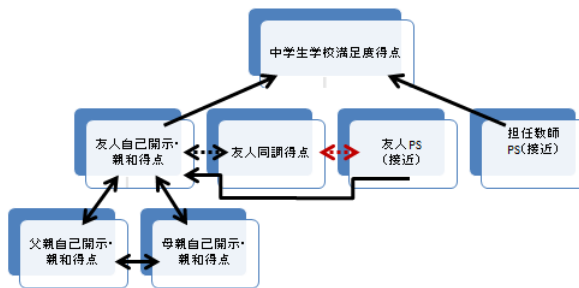 中学生学校満足度得点
友人自己開示・
親和得点
友人同調得点
友人PS
(接近)
担任教師
PS(接近)
父親自己開示・
親和得点
母親自己開示・
親和得点